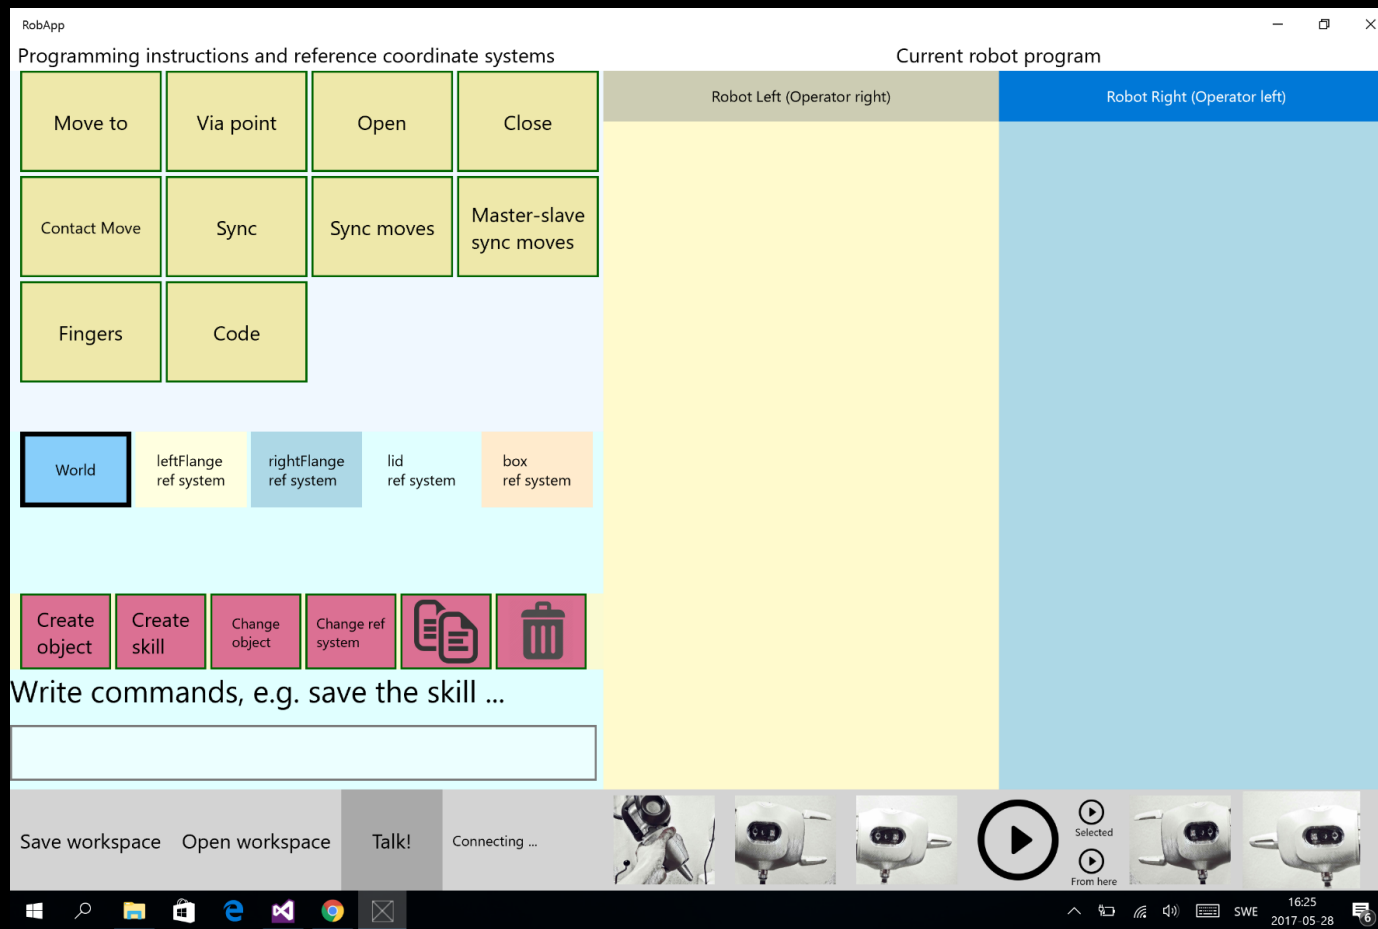 RobApp
Programming instructions and reference coordinate systems
Current robot program
Move to
Via point
Open
Close
Contact Move
Sync
Sync moves
Master-slave
sync moves
Fingers
Code
World
leftFlange
ref system
rightFlange
ref system
lid
ref system
box
ref system
Create
object
Create
skill
Change
object
Change ref
system
Write commands, e.g. save the skill ...
Robot Left (Operator right)
Robot Right (Operator left)
Save workspace
Open workspace
Talk!
Connecting ...
Selected
From here
SWE
16:25
2017-05-28
6